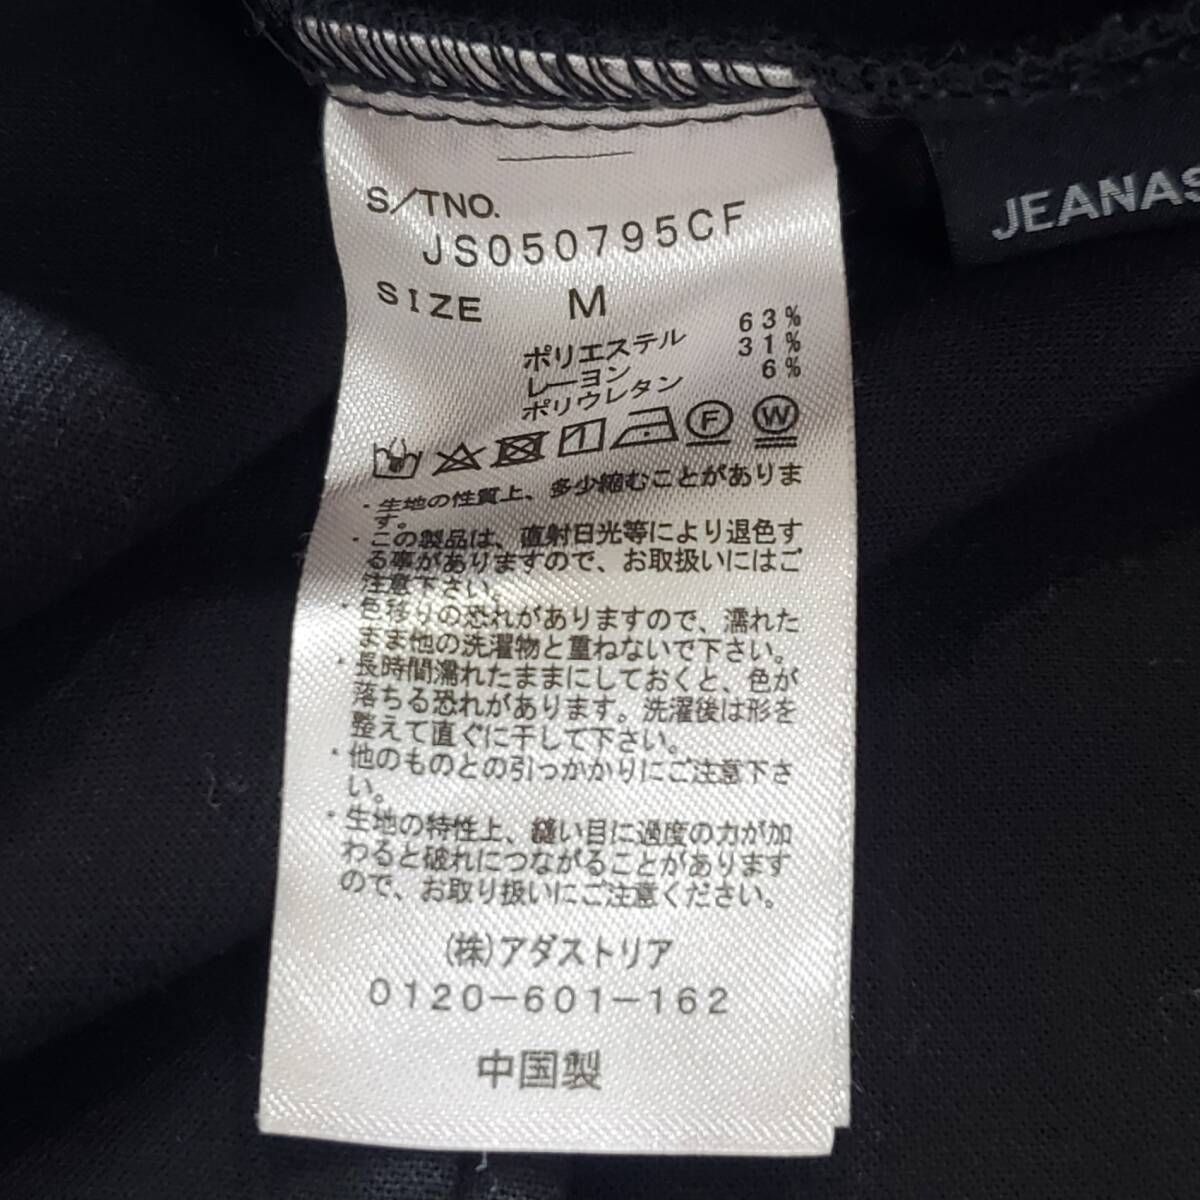 S/TNO.
JS050795CF
SIZE M
ポリエステル 63%
レーヨン 31%
ポリウレタン 6%
F W
・生地の性質上、多少縮むことがありま
す。
・この製品は、直射日光等により退色す
る事がありますので、お取扱いにはご
注意下さい。
・色移りの恐れがありますので、濡れた
まま他の洗濯物と重ねないで下さい。
・長時間濡れたままにしておくと、色が
落ちる恐れがあります。洗濯後は形を
整えて直ぐに干して下さい。
・他のものとの引っかかりにご注意下さ
い。
・生地の特性上、縫い目に過度の力が加
わると破れにつながることがあります
ので、お取り扱いにご注意ください。
(株)アダストリア
0120-601-162
中国製
JEANAS